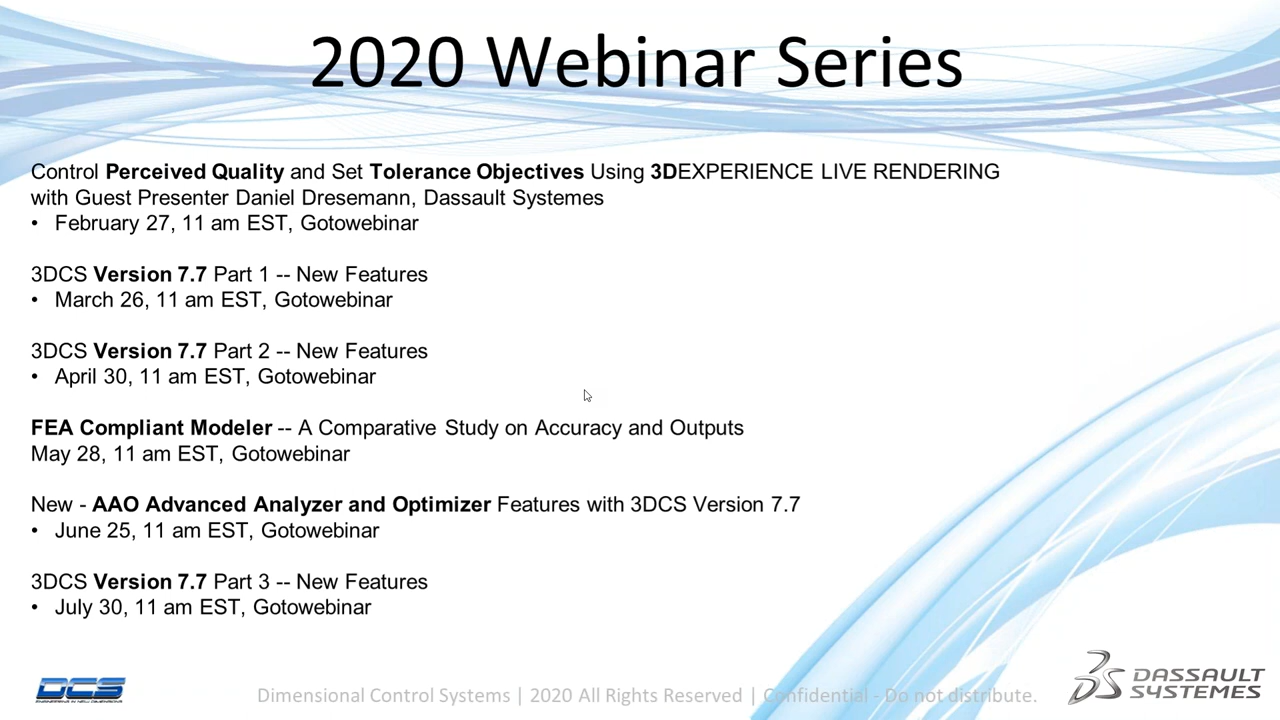 2020 Webinar Series
Control Perceived Quality and Set Tolerance Objectives Using 3DEXPERIENCE LIVE RENDERING
with Guest Presenter Daniel Dresemann, Dassault Systemes
• February 27, 11 am EST, Gotowebinar
3DCS Version 7.7 Part 1 -- New Features
• March 26, 11 am EST, Gotowebinar
3DCS Version 7.7 Part 2 -- New Features
• April 30, 11 am EST, Gotowebinar
FEA Compliant Modeler -- A Comparative Study on Accuracy and Outputs
May 28, 11 am EST, Gotowebinar
New - AAO Advanced Analyzer and Optimizer Features with 3DCS Version 7.7
• June 25, 11 am EST, Gotowebinar
3DCS Version 7.7 Part 3 -- New Features
• July 30, 11 am EST, Gotowebinar
DCS
ENGINEERING IN NEW DIMENSIONS
Dimensional Control Systems | 2020 All Rights Reserved | Confidential - Do not distribute.
DASSAULT
SYSTEMES